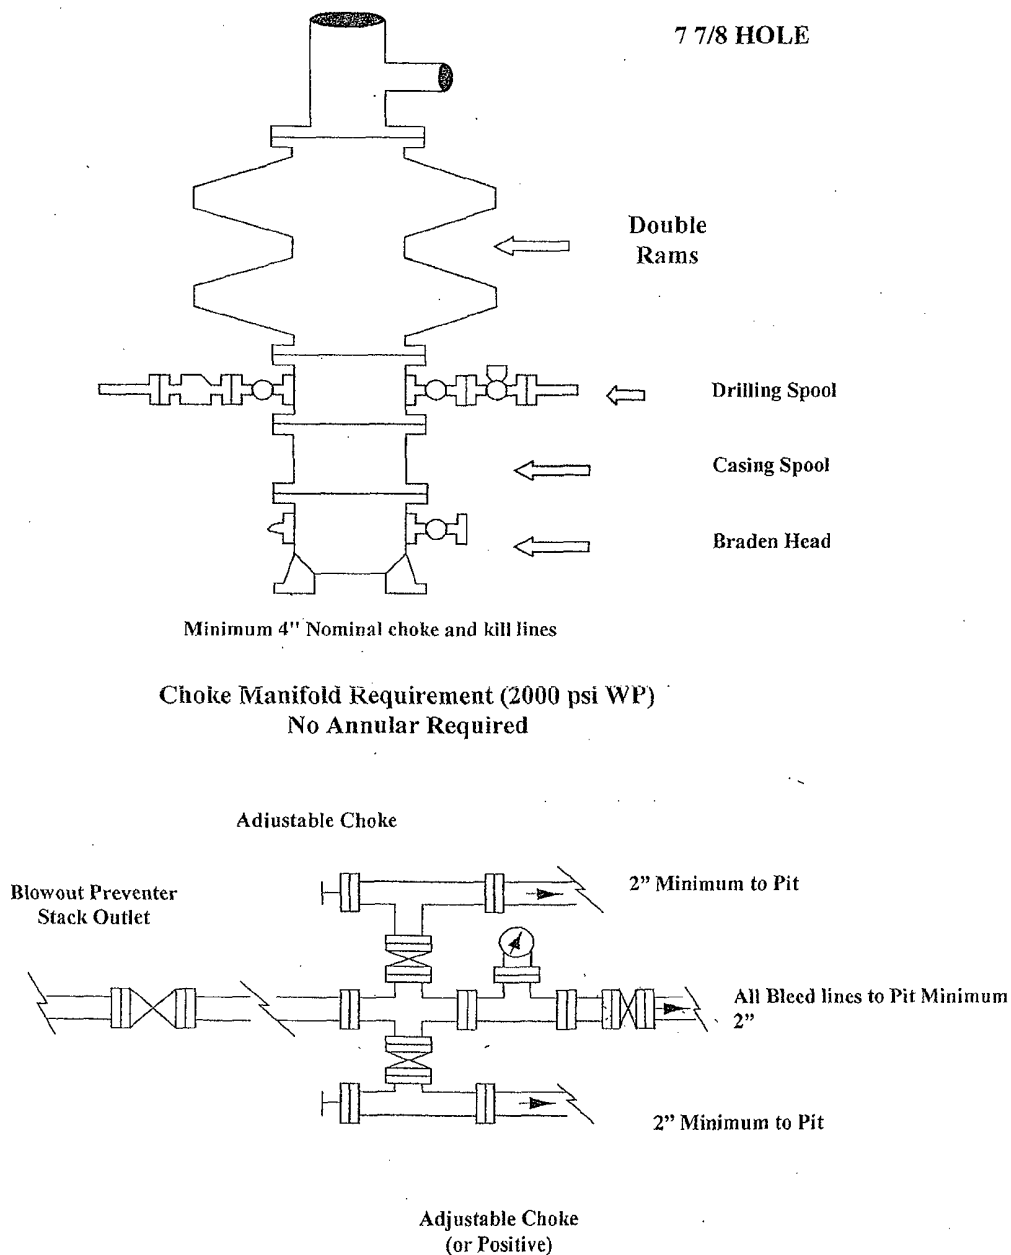 7 7/8 HOLE
Double
Rams
Drilling Spool
Casing Spool
Braden Head
Minimum 4" Nominal choke and kill lines
Choke Manifold Requirement (2000 psi WP)
No Annular Required
Adjustable Choke
Blowout Preventer
Stack Outlet
2" Minimum to Pit
All Bleed lines to Pit Minimum
2"
2" Minimum to Pit
Adjustable Choke
(or Positive)